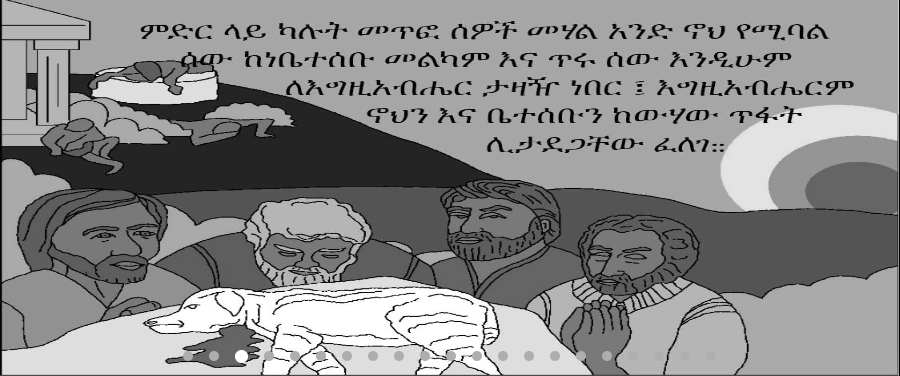 ምድር ላይ ካሉት መጥፎ ሰዎች መሃል አንድ ኖህ የሚባል
ሰው ከነቤተሰቡ መልካም እና ጥሩ ሰው እንዲሁም
ለእግዚአብሔር ታዛዥ ነበር ፤ እግዚአብሔርም
ኖህን እና ቤተሰቡን ከውሃው ጥፋት
ሊታደጋቸው ፈለገ።